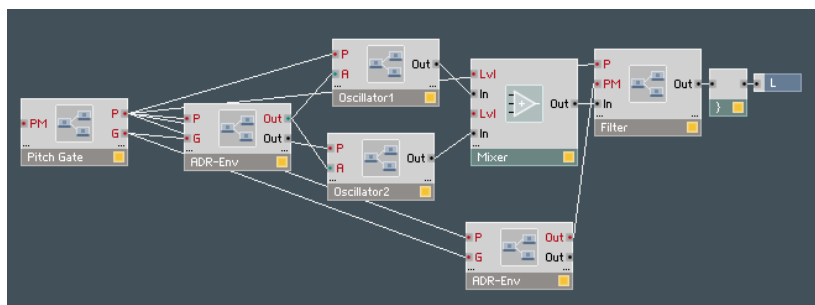 PM
P
G
...
...
Pitch Gate
P
G
Out
Out
...
...
ADR-Env
P
A
Out
...
...
Oscillator1
P
A
Out
...
...
Oscillator2
Lvl
In
Lvl
In
Out
...
...
Mixer
P
G
Out
Out
...
...
ADR-Env
P
PM
In
Out
...
...
Filter
}
L